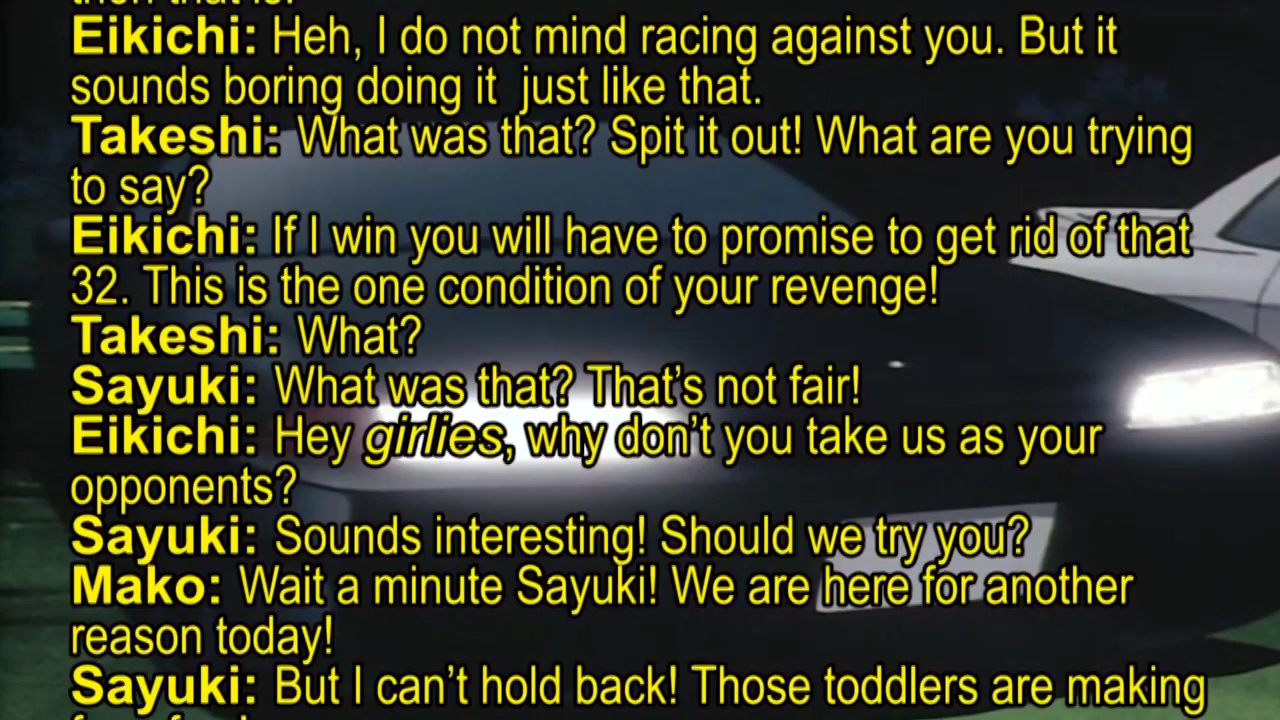 then that is.
Eikichi: Heh, I do not mind racing against you. But it
sounds boring doing it  just like that.
Takeshi: What was that? Spit it out! What are you trying
to say?
Eikichi: If I win you will have to promise to get rid of that
32. This is the one condition of your revenge!
Takeshi: What?
Sayuki: What was that? That’s not fair!
Eikichi: Hey girlies, why don’t you take us as your
opponents?
Sayuki: Sounds interesting! Should we try you?
Mako: Wait a minute Sayuki! We are here for another
reason today!
Sayuki: But I can’t hold back! Those toddlers are making